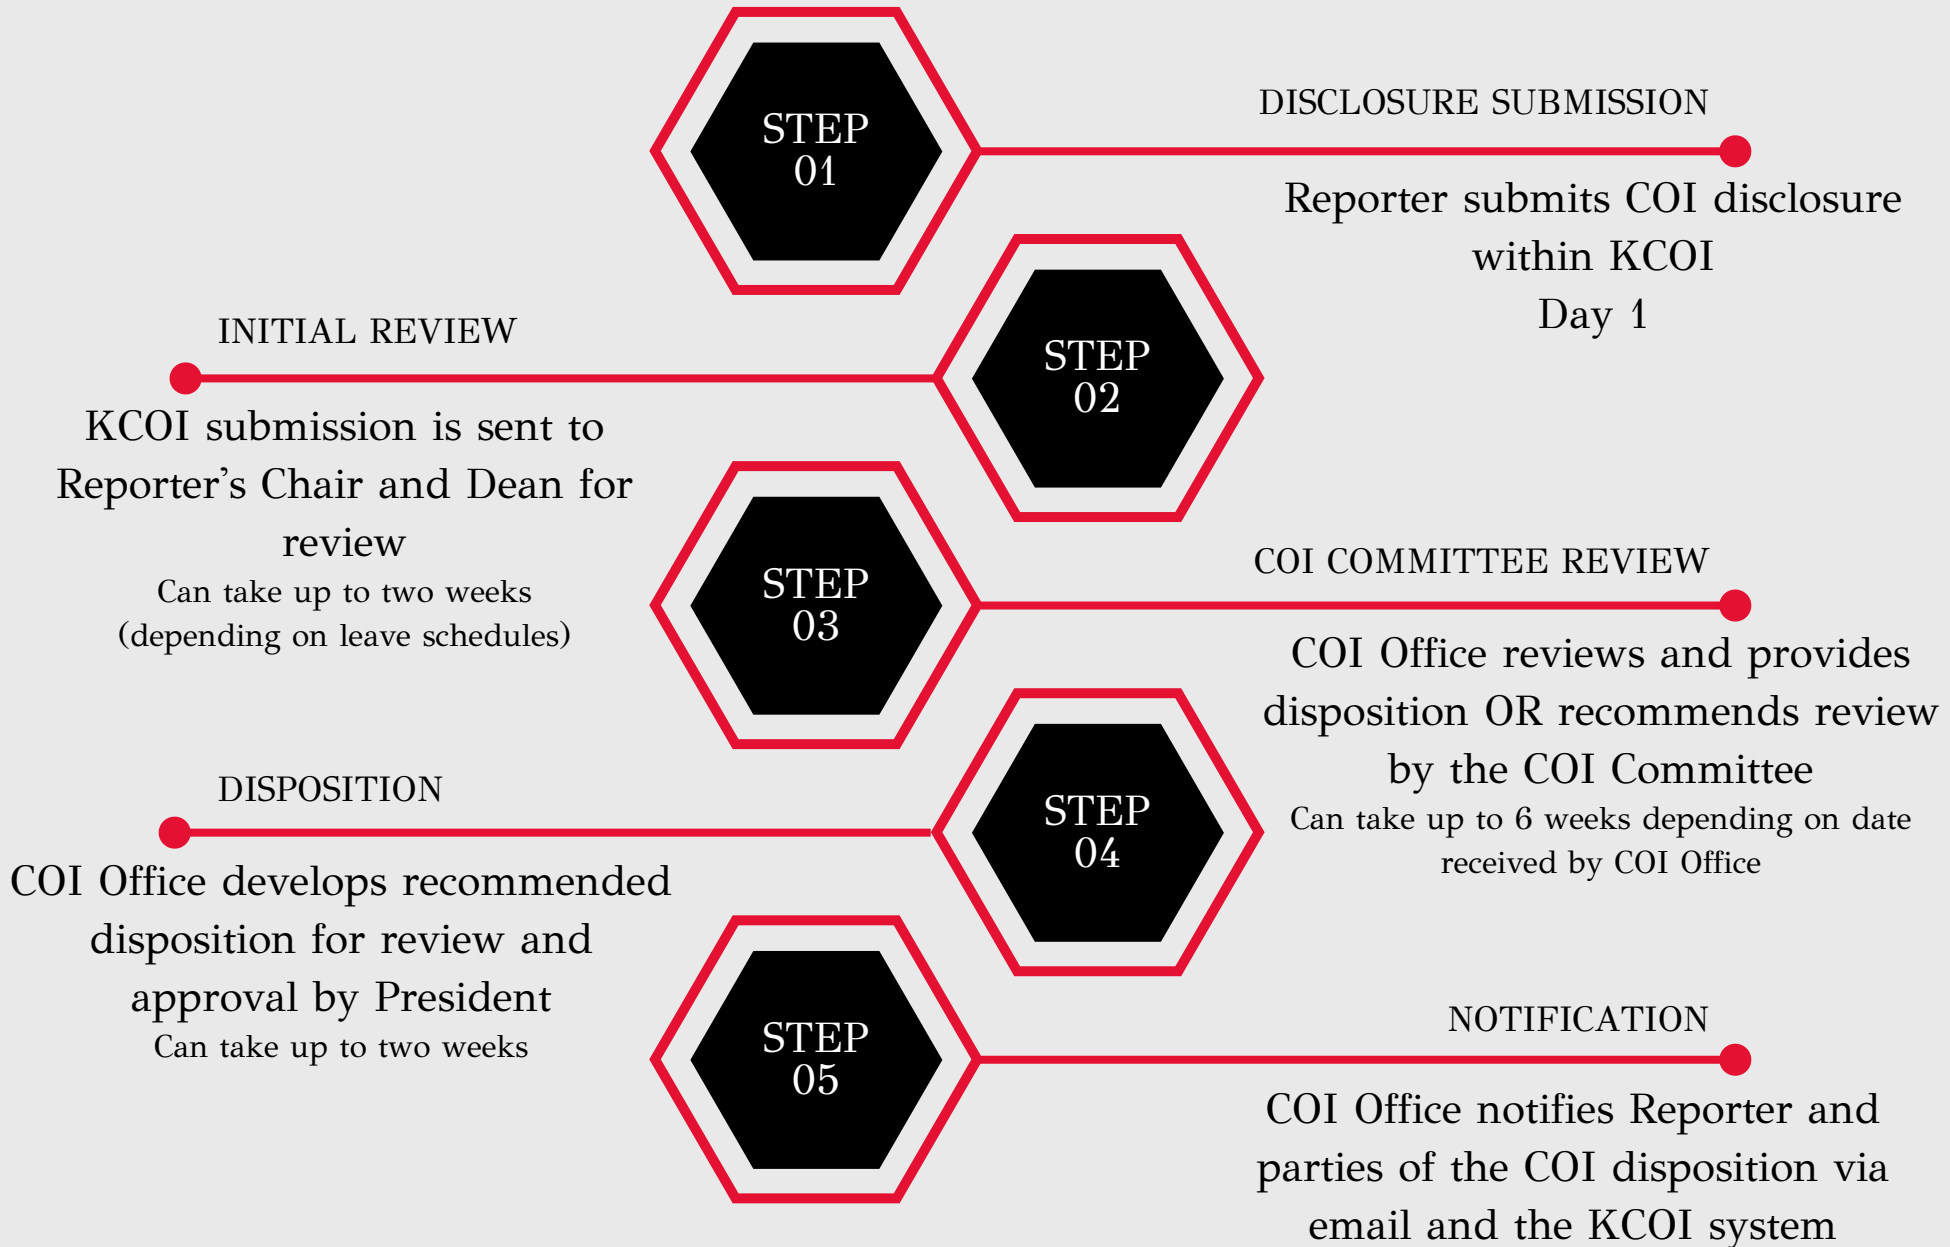 STEP
01
DISCLOSURE SUBMISSION
Reporter submits COI disclosure
within KCOI
Day 1
STEP
02
INITIAL REVIEW
KCOI submission is sent to
Reporter’s Chair and Dean for
review
Can take up to two weeks
(depending on leave schedules)
STEP
03
COI COMMITTEE REVIEW
COI Office reviews and provides
disposition OR recommends review
by the COI Committee
Can take up to 6 weeks depending on date
received by COI Office
STEP
04
DISPOSITION
COI Office develops recommended
disposition for review and
approval by President
Can take up to two weeks
STEP
05
NOTIFICATION
COI Office notifies Reporter and
parties of the COI disposition via
email and the KCOI system